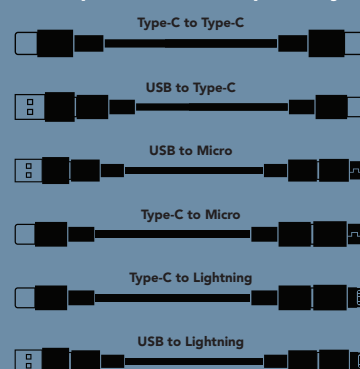 Type-C to Type-C
USB to Type-C
USB to Micro
Type-C to Micro
Type-C to Lightning
USB to Lightning